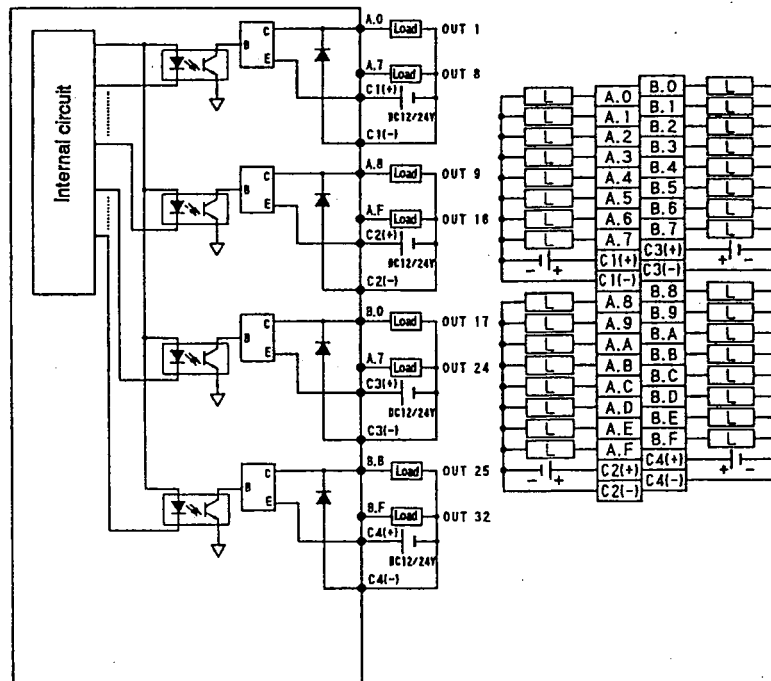 Internal circuit
B
C
E
A.0
Load
OUT 1
A.7
Load
OUT 8
C1(+)
DC12/24V
C1(-)
B
C
E
A.8
Load
OUT 9
A.F
Load
OUT 16
C2(+)
DC12/24V
C2(-)
B
C
E
B.0
Load
OUT 17
A.7
Load
OUT 24
C3(+)
DC12/24V
C3(-)
B
C
E
B.B
Load
OUT 25
B.F
Load
OUT 32
C4(+)
DC12/24V
C4(-)
B.0 L
L A.0
B.1 L
L A.1
B.2 L
L A.2
B.3 L
L A.3
B.4 L
L A.4
B.5 L
L A.5
B.6 L
L A.6
B.7 L
L A.7
C3(+) + -
- + C1(+)
C3(-)
C1(-)
B.8 L
L A.8
B.9 L
L A.9
B.A L
L A.A
B.B L
L A.B
B.C L
L A.C
B.D L
L A.D
B.E L
L A.E
B.F L
L A.F
C4(+) + -
- + C2(+)
C4(-)
C2(-)